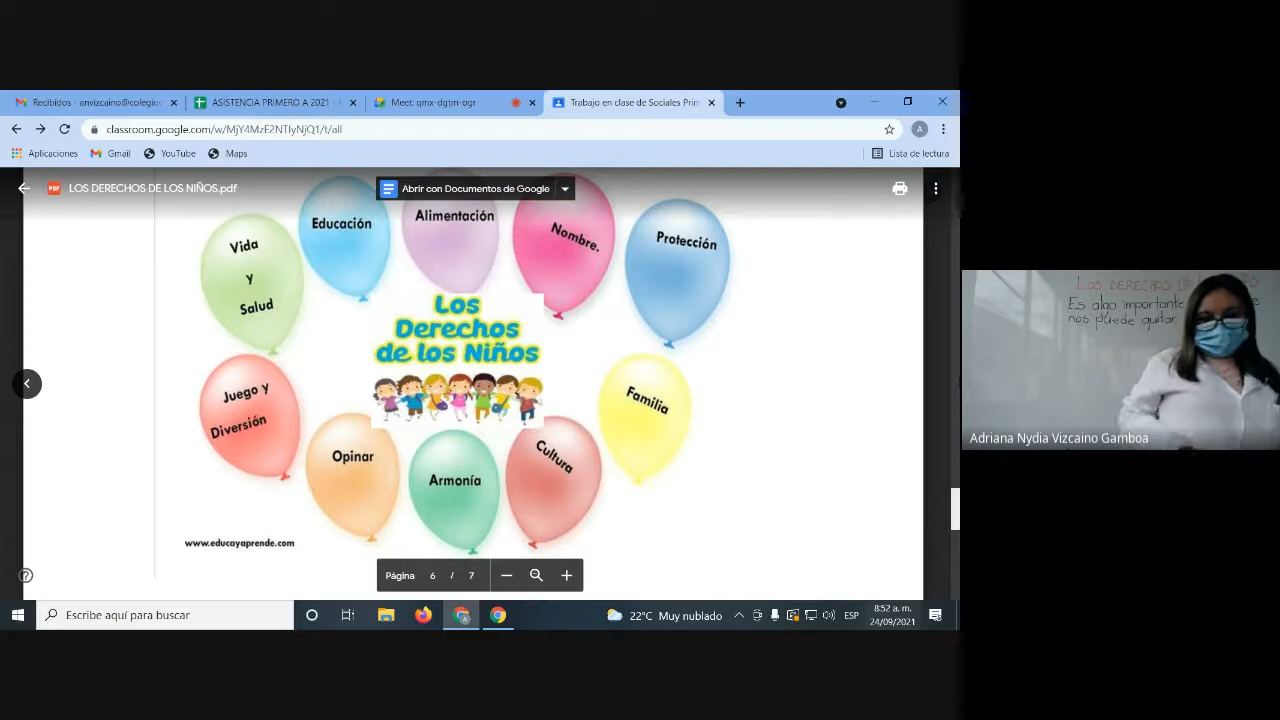 Recibidos - anvizcaino@colegio
ASISTENCIA PRIMERO A 2021 -
Meet: qmx-dgtm-ogr
Trabajo en clase de Sociales Prim
classroom.google.com/w/MjY4MzE2NTIyNjQ1/t/all
Aplicaciones
Gmail
YouTube
Maps
Lista de lectura
PDF
LOS DERECHOS DE LOS NIÑOS.pdf
Abrir con Documentos de Google
Vida
y
Salud
Educación
Alimentación
Nombre.
Protección
Los
Derechos
de los Niños
Juego y
Diversión
Opinar
Armonía
Cultura
Familia
www.educayaprende.com
Página 6 / 7
Escribe aquí para buscar
22°C Muy nublado
ESP
8:52 a. m.
24/09/2021
LOS DERECHOS DE
Es algo importante
nos puede quitar
Adriana Nydia Vizcaino Gamboa